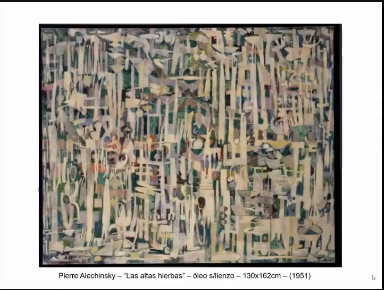 Pierre Alechinsky – "Las altas hierbas" – óleo s/lienzo – 130x162cm – (1951)